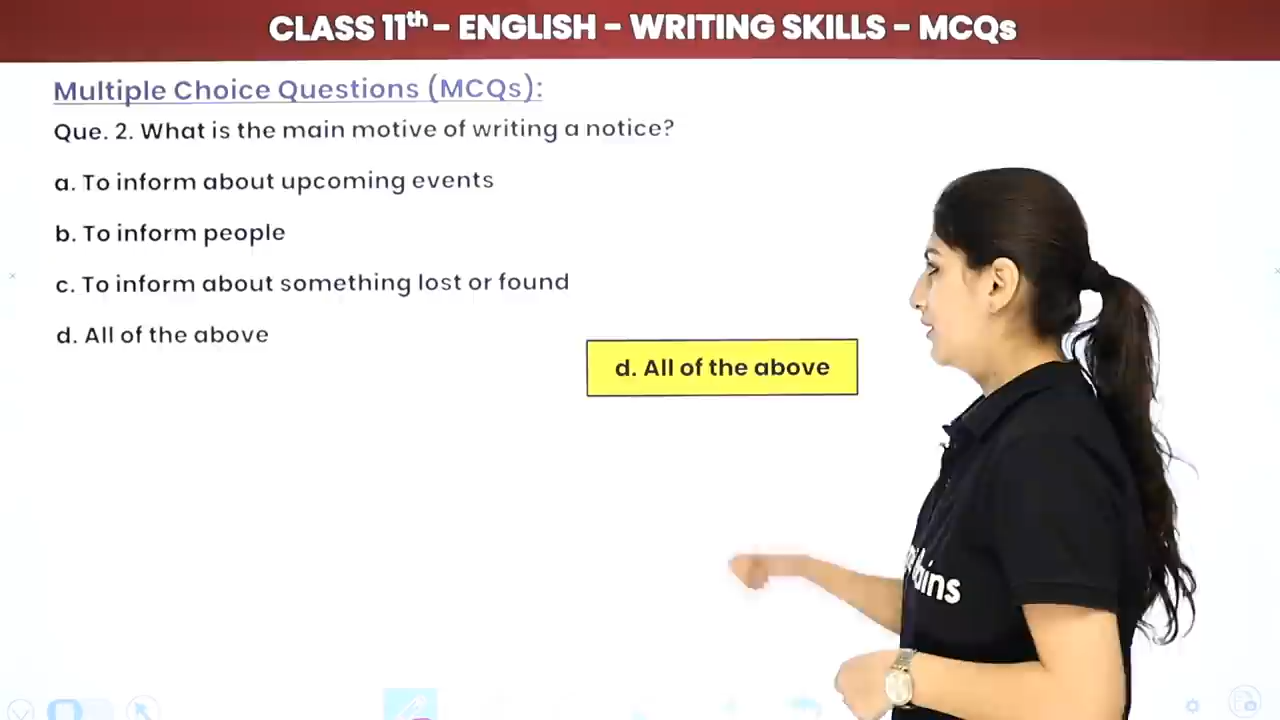 CLASS 11th – ENGLISH – WRITING SKILLS – MCQs
Multiple Choice Questions (MCQs):
Que. 2. What is the main motive of writing a notice?
a. To inform about upcoming events
b. To inform people
c. To inform about something lost or found
d. All of the above
d. All of the above